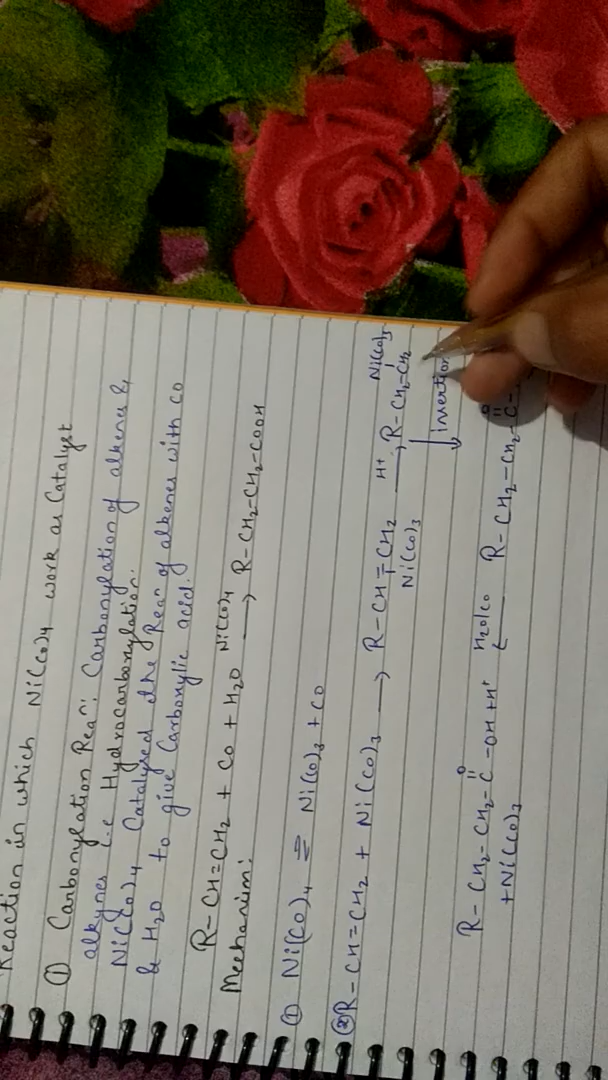 Reaction in which Ni(CO)4 work as Catalyst
① Carbonylation Reaⁿ: Carbonylation of alkenes &
alkynes i.e Hydrocarbonylation.
Ni(CO)4 Catalysed the Reaⁿ of alkenes with CO
& H2O to give Carbonylic acid.
R-CH=CH2 + CO + H2O Ni(CO)4 ⟶ R-CH2-CH2-COOH
Mechanism:
① Ni(CO)4 ⇌ Ni(CO)3 + CO
② R-CH=CH2 + Ni(CO)3 ⟶ R-CH=CH2 H⁺ ⟶ R-CH2=CH2
Ni(CO)3 Ni(CO)3
↓ insertion
R-CH2-CH2-C-OH + H⁺ H2O/CO ← R-CH2-CH2-C-
O O
+Ni(CO)3